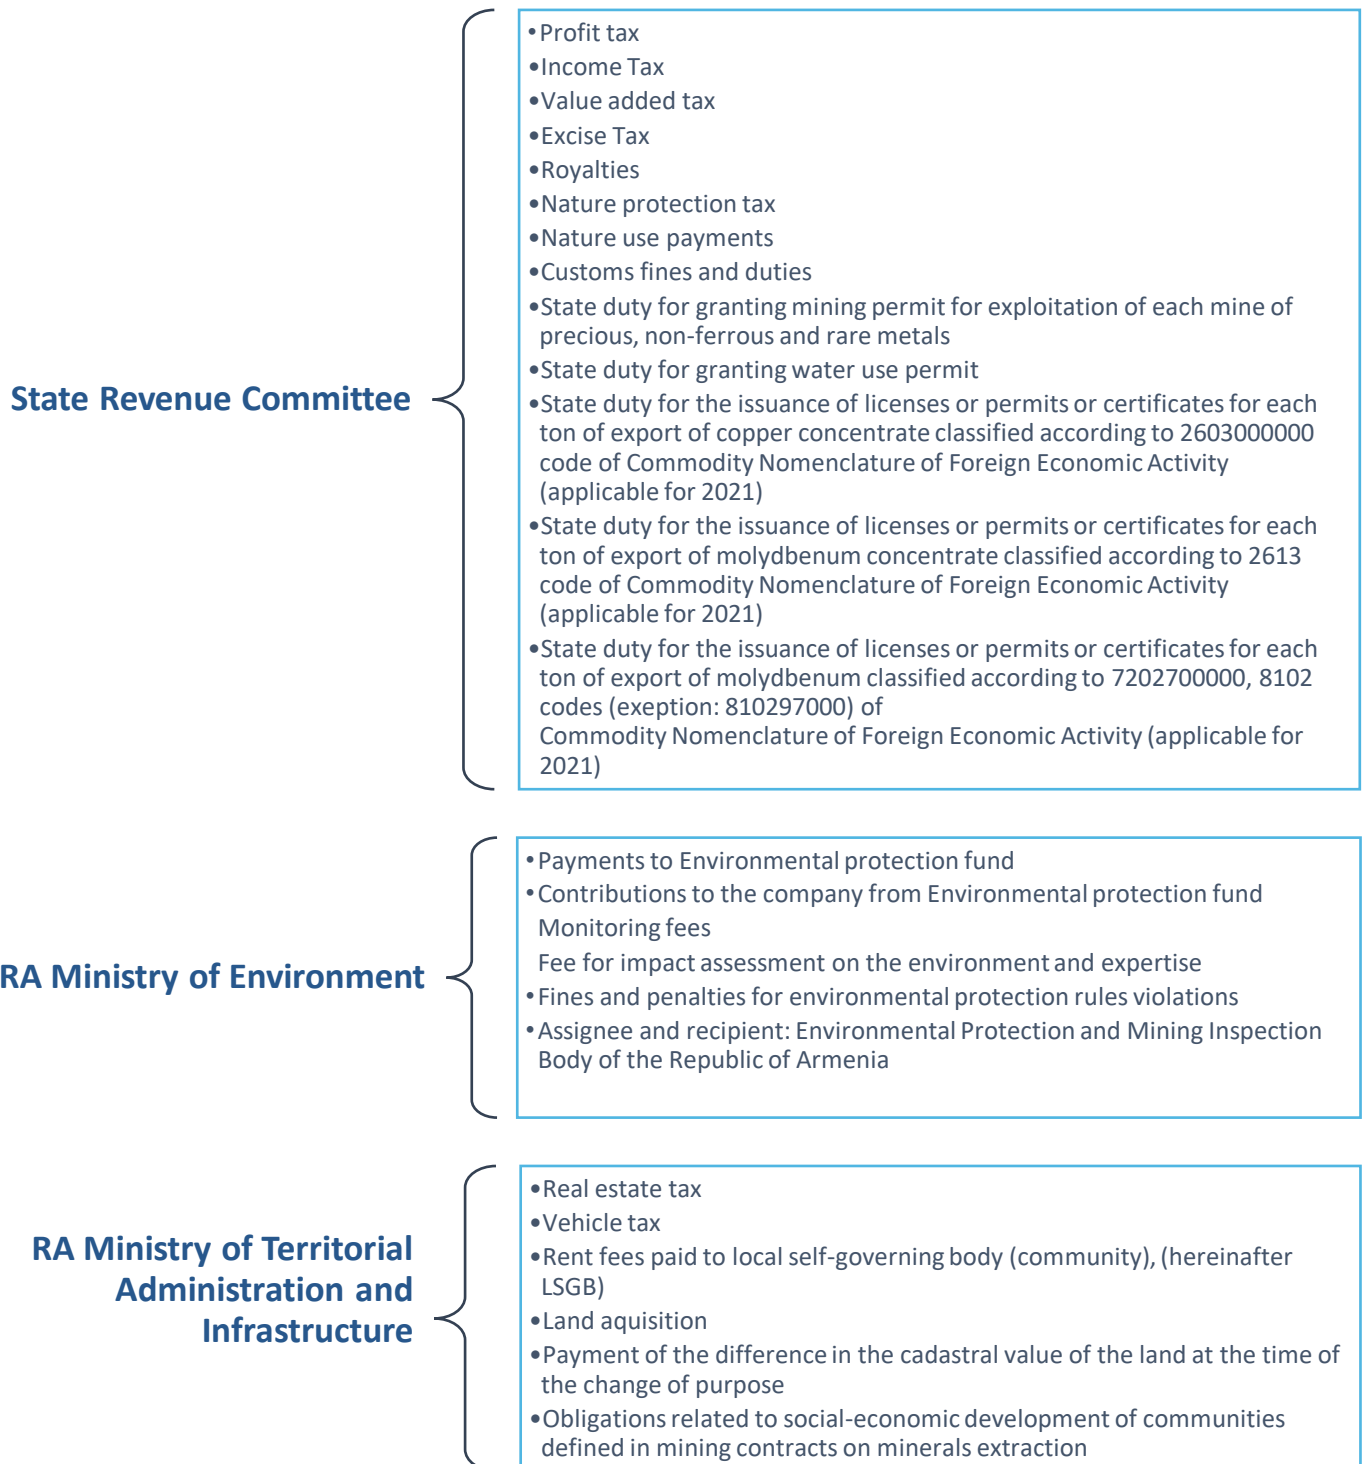 State Revenue Committee
•Profit tax
•Income Tax
•Value added tax
•Excise Tax
•Royalties
•Nature protection tax
•Nature use payments
•Customs fines and duties
•State duty for granting mining permit for exploitation of each mine of
precious, non-ferrous and rare metals
•State duty for granting water use permit
•State duty for the issuance of licenses or permits or certificates for each
ton of export of copper concentrate classified according to 2603000000
code of Commodity Nomenclature of Foreign Economic Activity
(applicable for 2021)
•State duty for the issuance of licenses or permits or certificates for each
ton of export of molydbenum concentrate classified according to 2613
code of Commodity Nomenclature of Foreign Economic Activity
(applicable for 2021)
•State duty for the issuance of licenses or permits or certificates for each
ton of export of molydbenum classified according to 7202700000, 8102
codes (exeption: 810297000) of
Commodity Nomenclature of Foreign Economic Activity (applicable for
2021)
RA Ministry of Environment
•Payments to Environmental protection fund
•Contributions to the company from Environmental protection fund
Monitoring fees
Fee for impact assessment on the environment and expertise
•Fines and penalties for environmental protection rules violations
•Assignee and recipient: Environmental Protection and Mining Inspection
Body of the Republic of Armenia
RA Ministry of Territorial
Administration and
Infrastructure
•Real estate tax
•Vehicle tax
•Rent fees paid to local self-governing body (community), (hereinafter
LSGB)
•Land aquisition
•Payment of the difference in the cadastral value of the land at the time of
the change of purpose
•Obligations related to social-economic development of communities
defined in mining contracts on minerals extraction